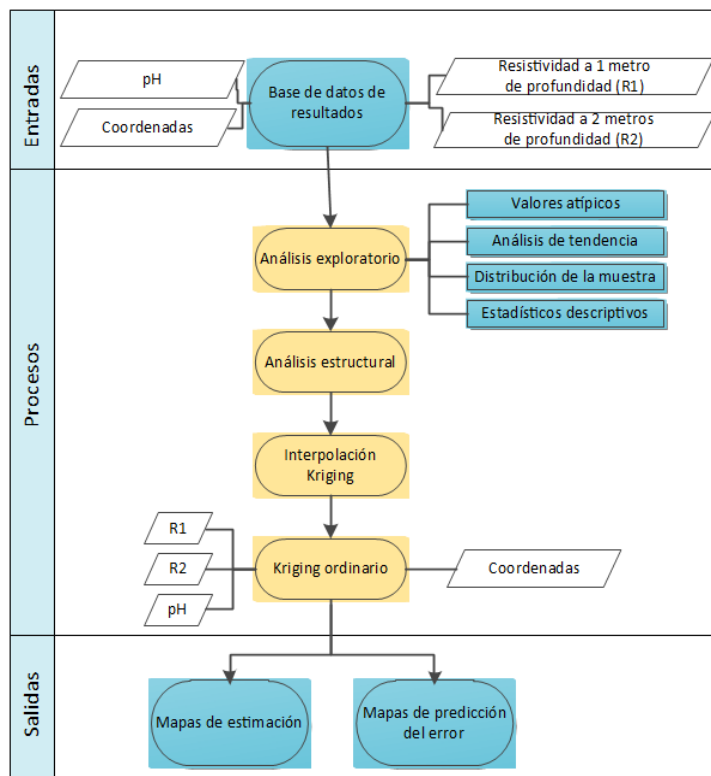 Entradas
pH
Coordenadas
Base de datos de
resultados
Resistividad a 1 metro
de profundidad (R1)
Resistividad a 2 metros
de profundidad (R2)
Procesos
Análisis exploratorio
Valores atípicos
Análisis de tendencia
Distribución de la muestra
Estadísticos descriptivos
Análisis estructural
Interpolación
Kriging
R1
R2
pH
Kriging ordinario
Coordenadas
Salidas
Mapas de estimación
Mapas de predicción
del error